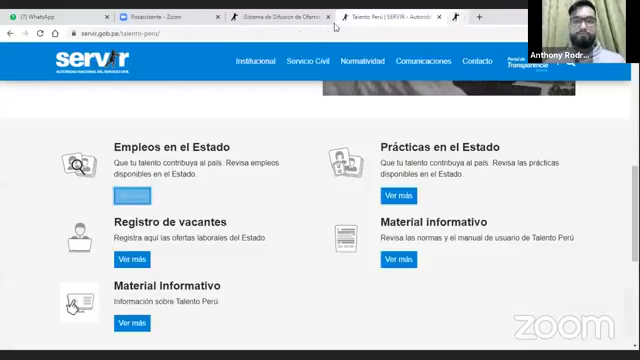 (7) WhatsApp
Posasistente - Zoom
:Sistema de Difusion de Ofertas
Talento Perú | SERVIR - Autorida
servir.gob.pe/talento-peru/
servir
AUTORIDAD NACIONAL DEL SERVICIO CIVIL
Institucional
Servicio Civil
Normatividad
Comunicaciones
Contacto
Portal de
Transparencia
Anthony Rodr...
Empleos en el Estado
Que tu talento contribuya al país. Revisa empleos
disponibles en el Estado.
Prácticas en el Estado
Que tu talento contribuya al país. Revisa las prácticas
disponibles en el Estado.
Ver más
Registro de vacantes
Registra aquí las ofertas laborales del Estado.
Ver más
Material informativo
Revisa las normas y el manual de usuario de Talento Perú
Ver más
Material Informativo
Información sobre Talento Perú
Ver más
zoom